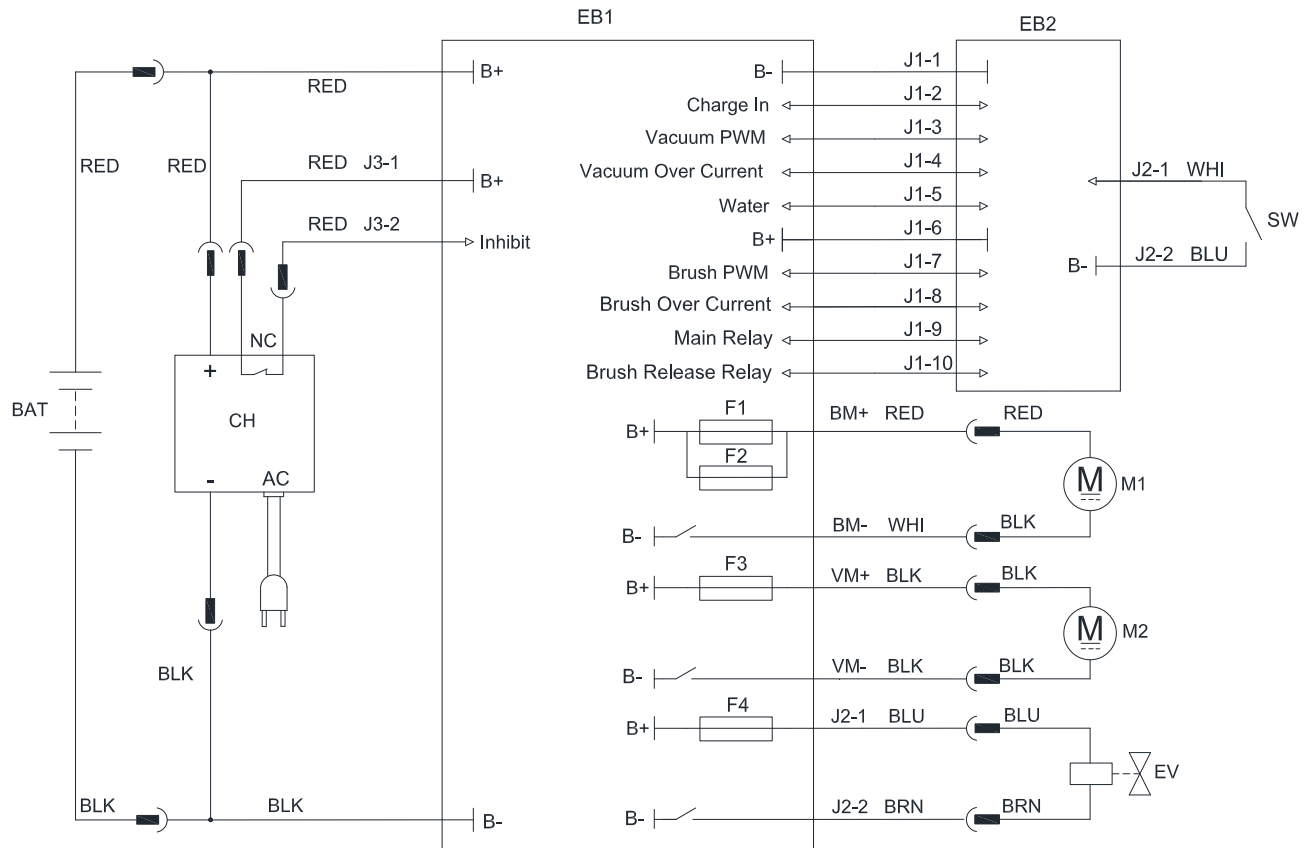 EB1
EB2
RED
B+
B-
J1-1
Charge In
J1-2
Vacuum PWM
J1-3
RED
RED
RED J3-1
B+
Vacuum Over Current
J1-4
J2-1 WHI
Water
J1-5
SW
RED J3-2
Inhibit
B+
J1-6
B-
J2-2 BLU
Brush PWM
J1-7
Brush Over Current
J1-8
NC
Main Relay
J1-9
+
Brush Release Relay
J1-10
BAT
CH
F1
BM+ RED
RED
B+
F2
-
AC
M
M1
BM- WHI
BLK
B-
F3
VM+ BLK
BLK
B+
M
M2
BLK
VM- BLK
BLK
B-
F4
J2-1 BLU
BLU
B+
EV
BLK
BLK
B-
B-
J2-2 BRN
BRN